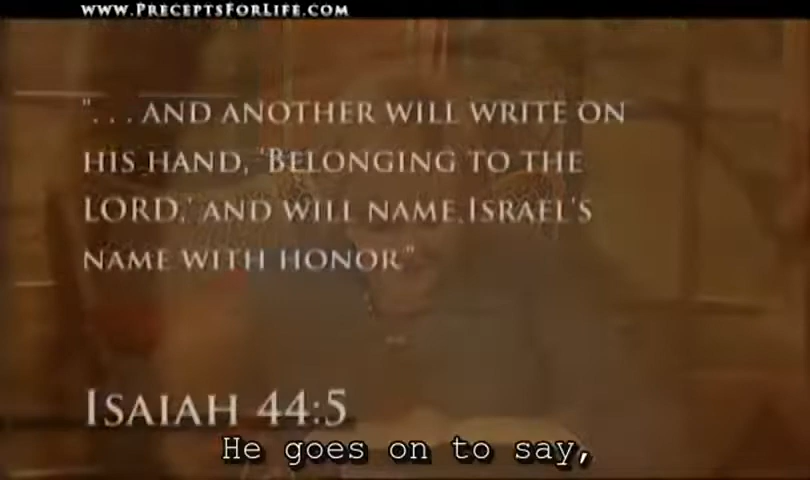 www.PreceptsForLife.com
". . . and another will write on
his hand, 'Belonging to the
LORD,' and will name Israel's
name with honor"
Isaiah 44:5
He goes on to say,